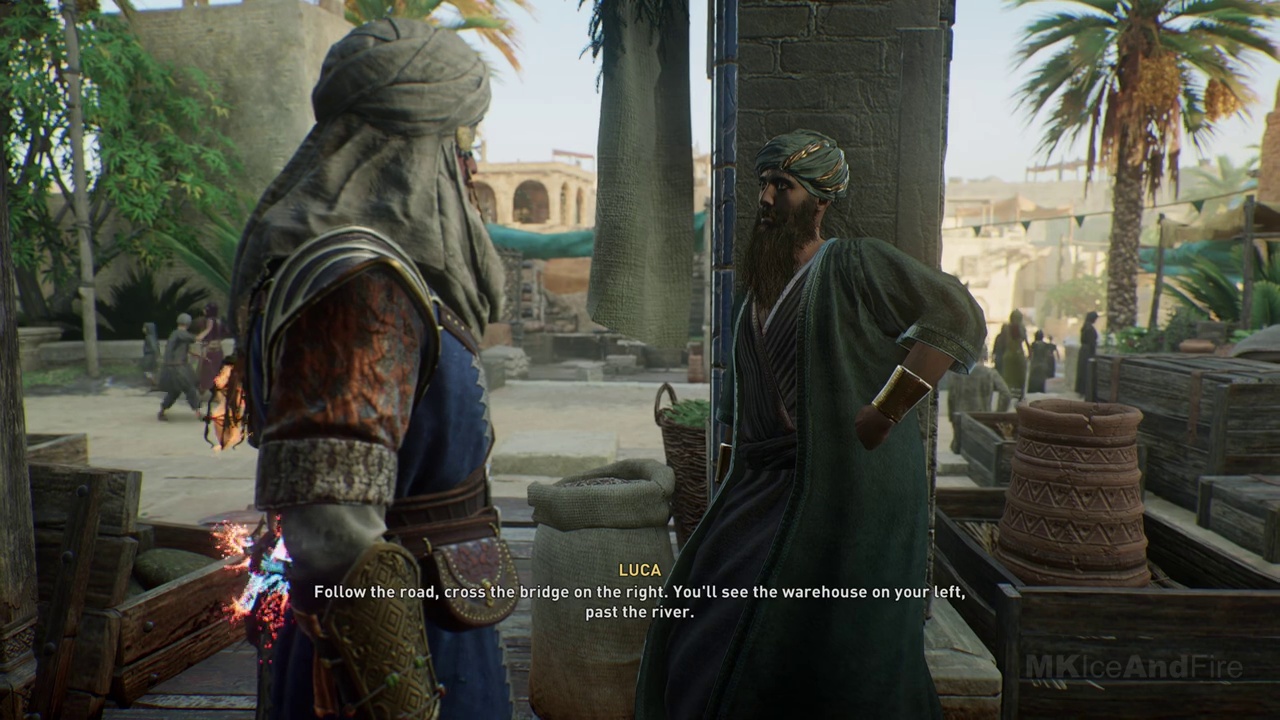 LUCA
Follow the road, cross the bridge on the right. You'll see the warehouse on your left,
past the river.
MKIceAndFire